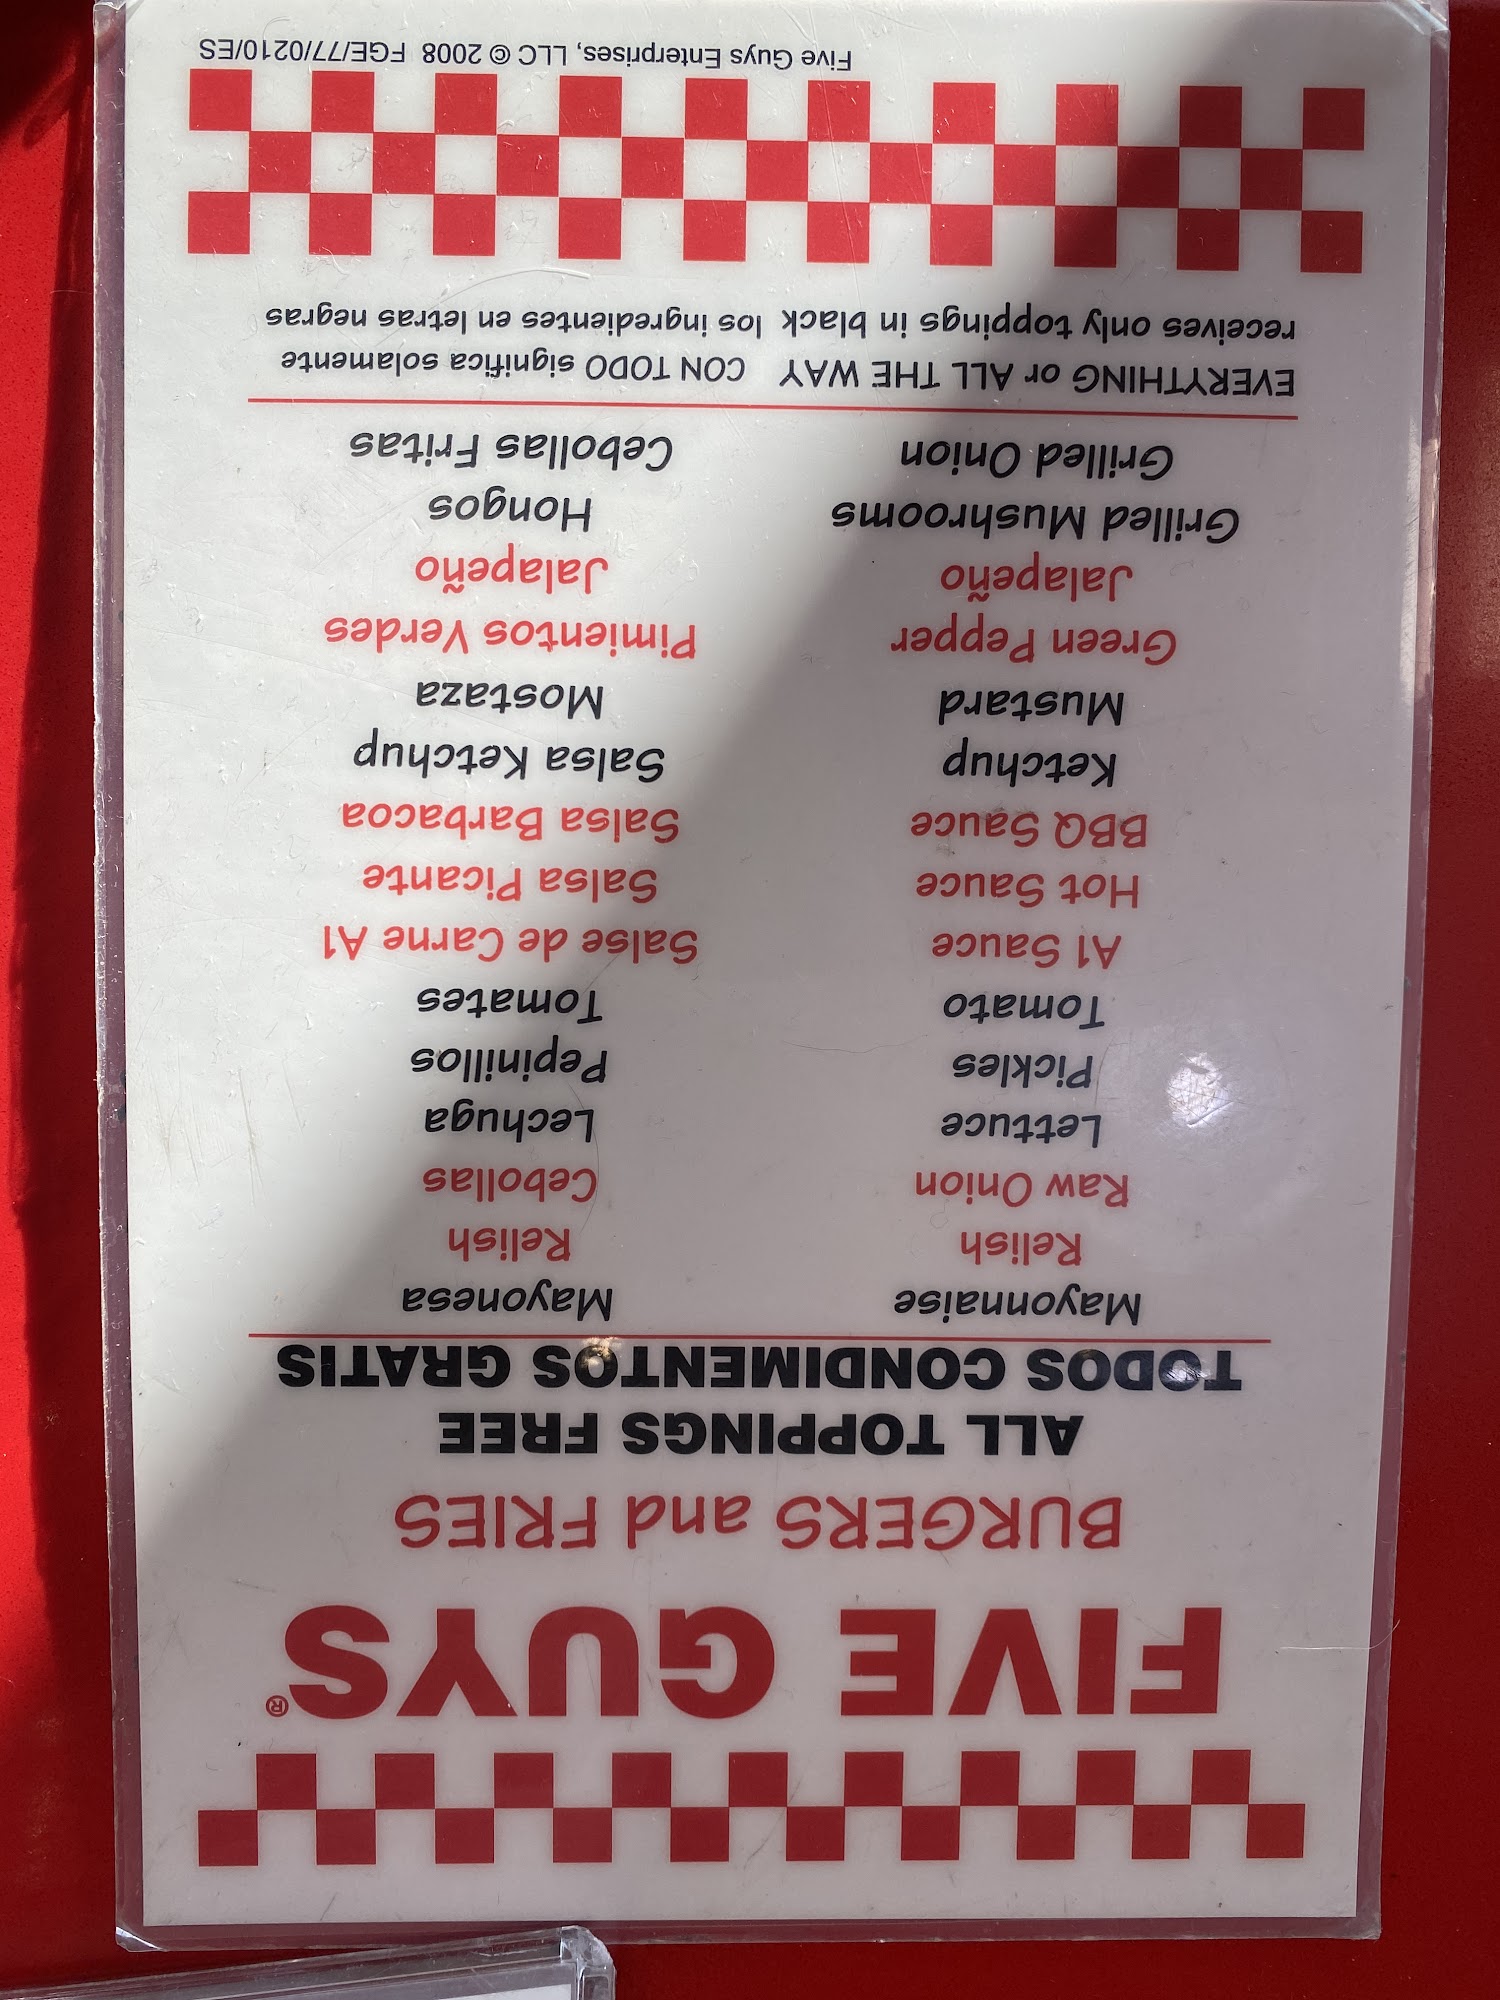 FIVE GUYS®
BURGERS and FRIES
ALL TOPPINGS FREE
TODOS CONDIMENTOS GRATIS
Mayonnaise Mayonesa
Relish Relish
Raw Onion Cebollas
Lettuce Lechuga
Pickles Pepinillos
Tomato Tomates
A1 Sauce Salse de Carne A1
Hot Sauce Salsa Picante
BBQ Sauce Salsa Barbacoa
Ketchup Salsa Ketchup
Mustard Mostaza
Green Pepper Pimientos Verdes
Jalapeño Jalapeño
Grilled Mushrooms Hongos
Grilled Onion Cebollas Fritas
EVERYTHING or ALL THE WAY CON TODO significa solamente
receives only toppings in black los ingredientes en letras negras
Five Guys Enterprises, LLC © 2008 FGE/77/0210/ES